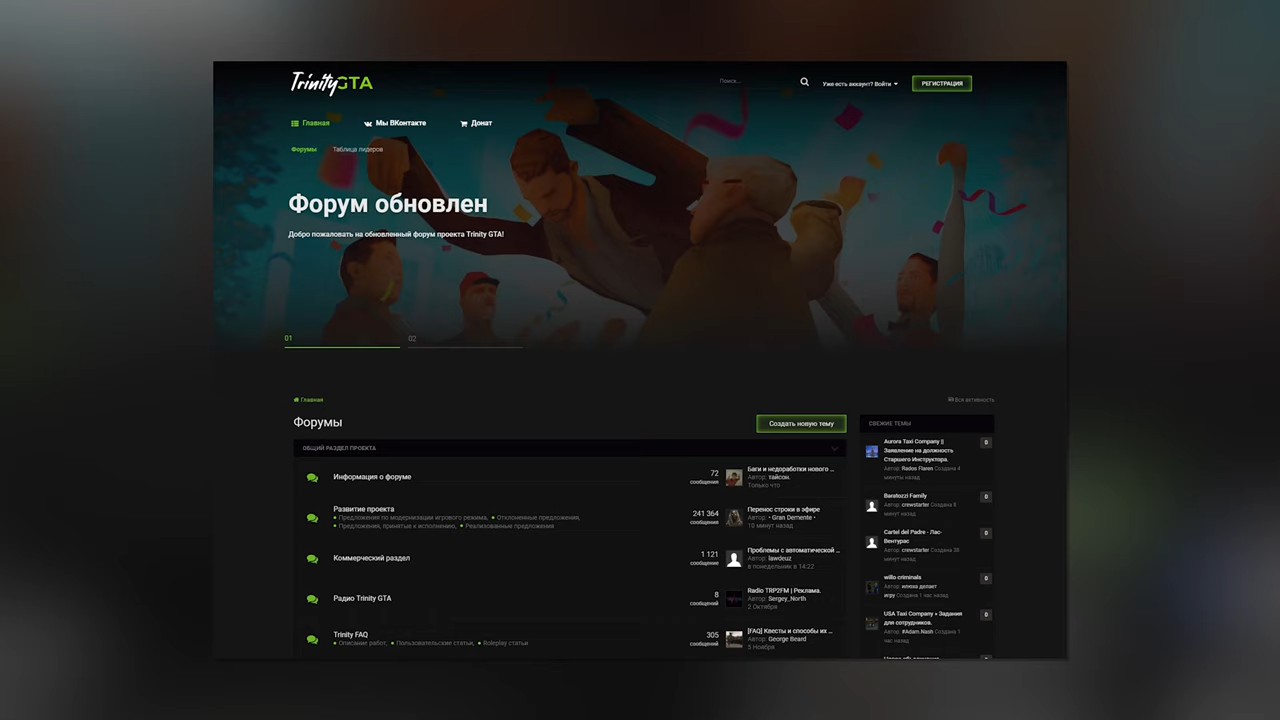 TrinityGTA
Поиск...
Уже есть аккаунт? Войти
РЕГИСТРАЦИЯ
Главная
Мы ВКонтакте
Донат
Форумы
Таблица лидеров
Форум обновлен
Добро пожаловать на обновленный форум проекта Trinity GTA!
01
02
Главная
Вся активность
Форумы
Создать новую тему
ОБЩИЙ РАЗДЕЛ ПРОЕКТА
Информация о форуме
72
сообщения
Баги и недоработки нового ...
Автор: тайсон.
Только что
Развитие проекта
Предложения по модернизации игрового режима, Отклоненные предложения,
Предложения, принятые к исполнению, Реализованные предложения
241 364
сообщения
Перенос строки в эфире
Автор: • Gran Demente •
10 минут назад
Коммерческий раздел
1 121
сообщения
Проблемы с автоматической ...
Автор: lawdeuz
в понедельник в 14:22
Радио Trinity GTA
8
сообщений
Radio TRP2FM | Реклама.
Автор: Sergey_North
2 Октября
Trinity FAQ
Описание работ, Пользовательские статьи, Roleplay статьи
305
сообщений
[FAQ] Квесты и способы их ...
Автор: George Beard
5 Ноября
СВЕЖИЕ ТЕМЫ
Aurora Taxi Company ||
Заявление на должность
Старшего Инструктора.
Автор: Rados Flaren Создана 4
минуты назад
0
Baratozzi Family
Автор: crewstarter Создана 9
минут назад
0
Cartel del Padre - Лас-
Вентурас
Автор: crewstarter Создана 38
минут назад
0
willo criminals
Автор: илюха делает
игру Создана 1 час назад
0
USA Taxi Company » Задания
для сотрудников.
Автор: #Adam.Nash Создана 1
час назад
0